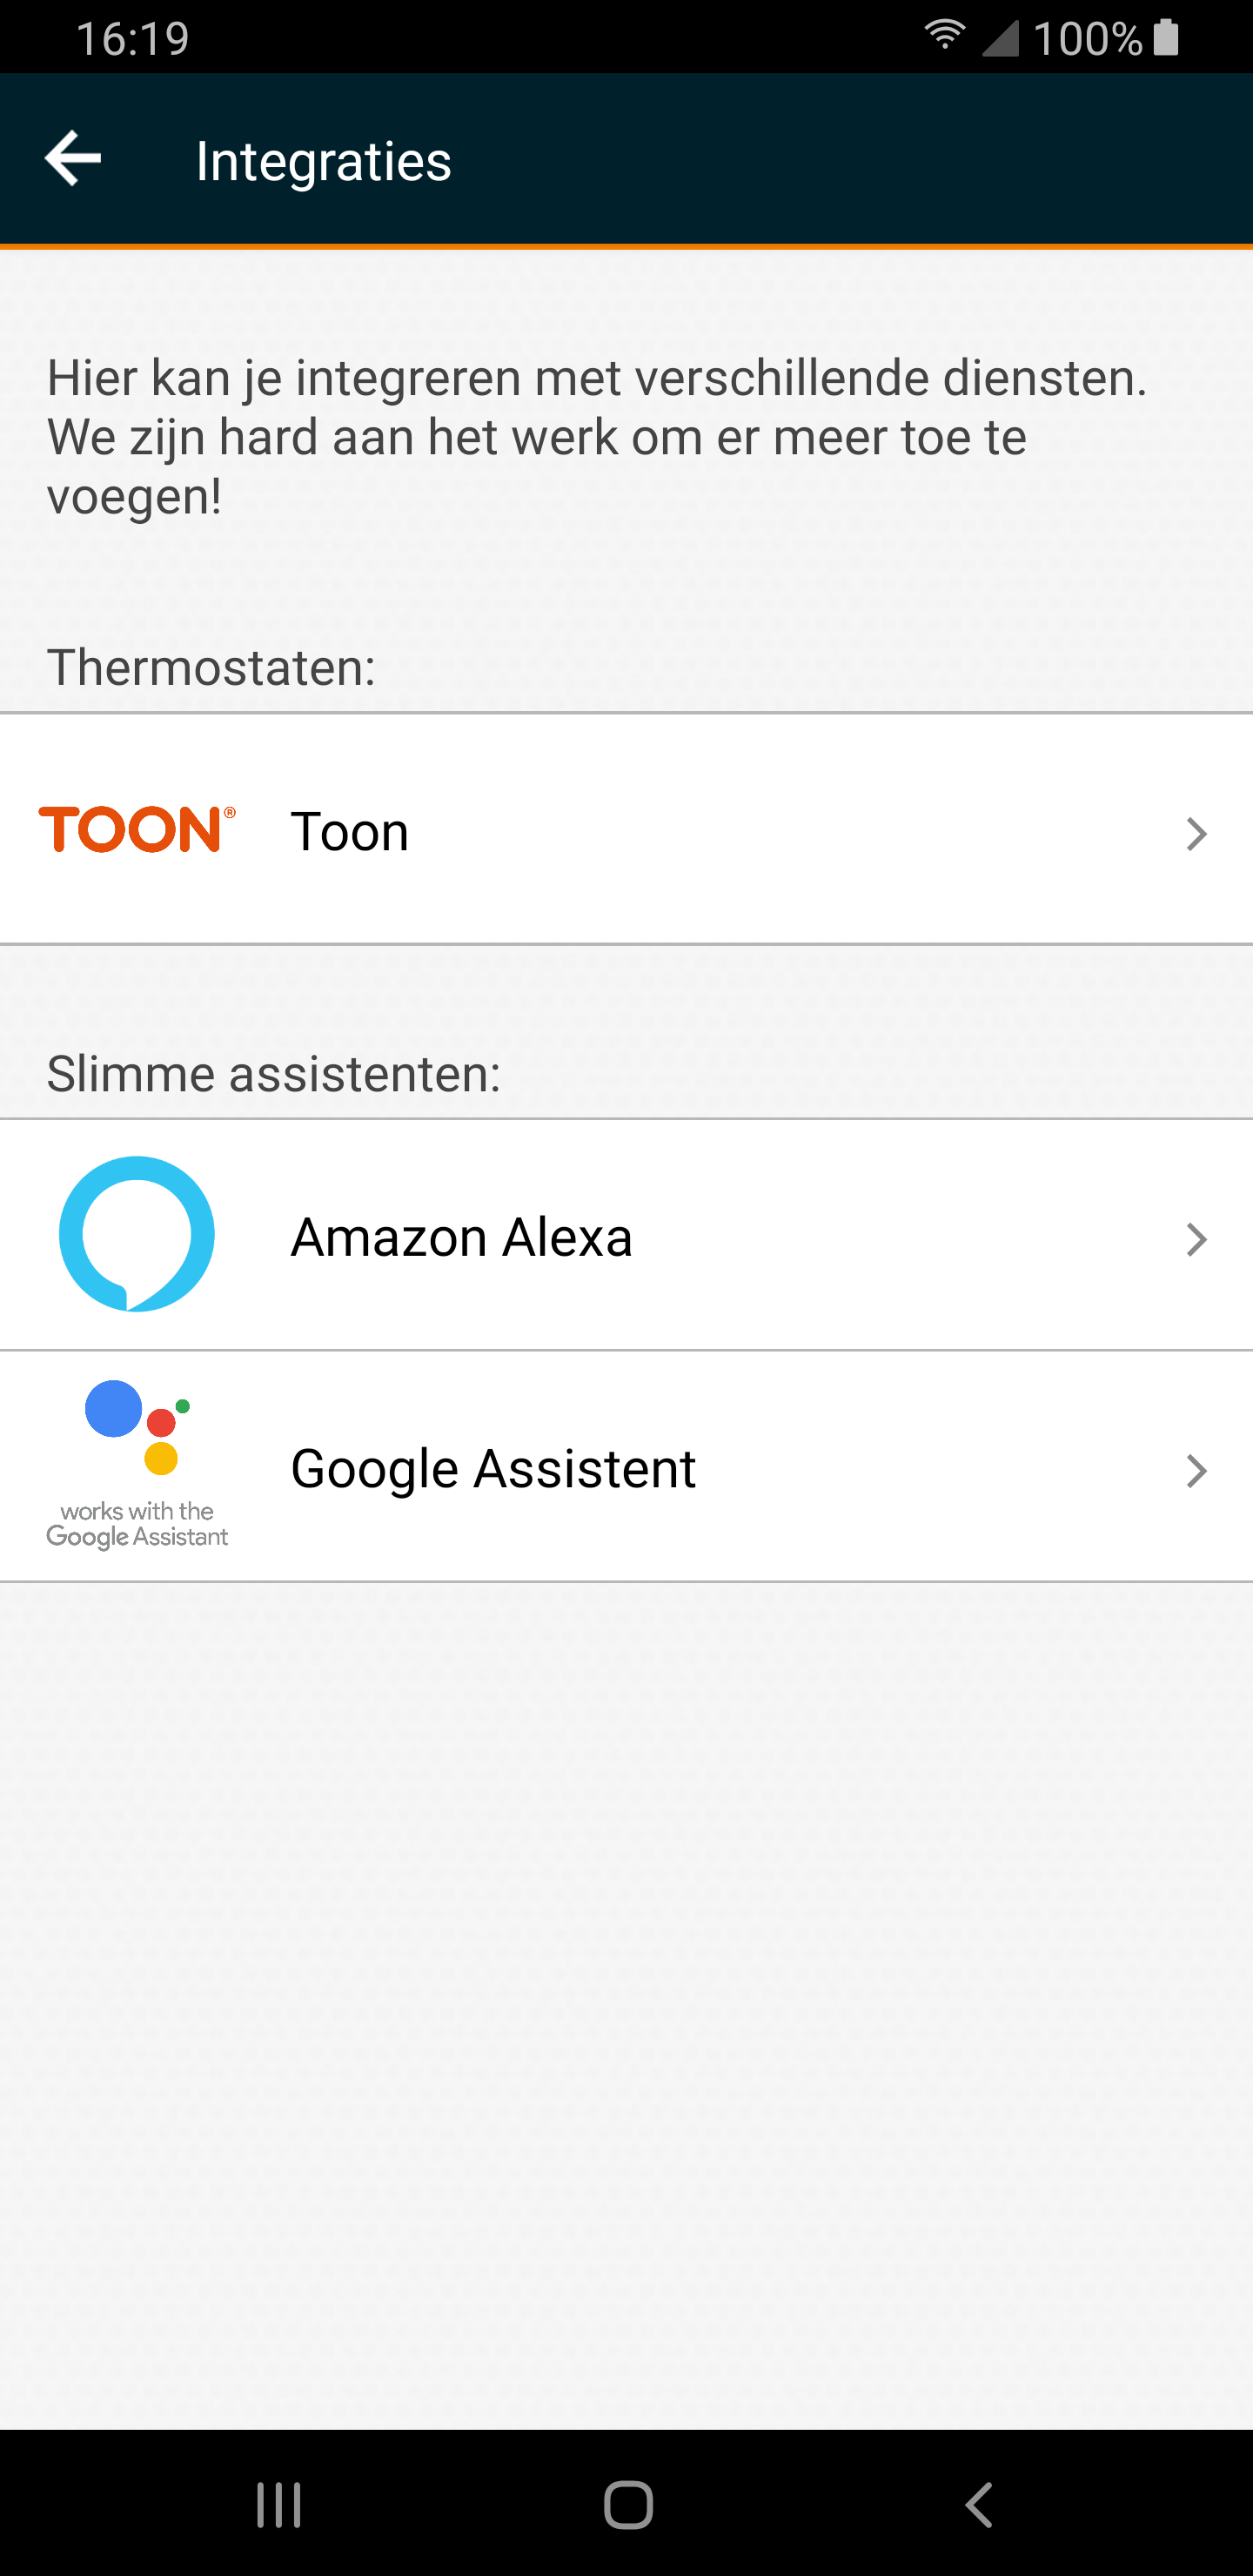 16:19
100%
Integraties
Hier kan je integreren met verschillende diensten.
We zijn hard aan het werk om er meer toe te
voegen!
Thermostaten:
TOON®
Toon
Slimme assistenten:
Amazon Alexa
works with the
Google Assistant
Google Assistent